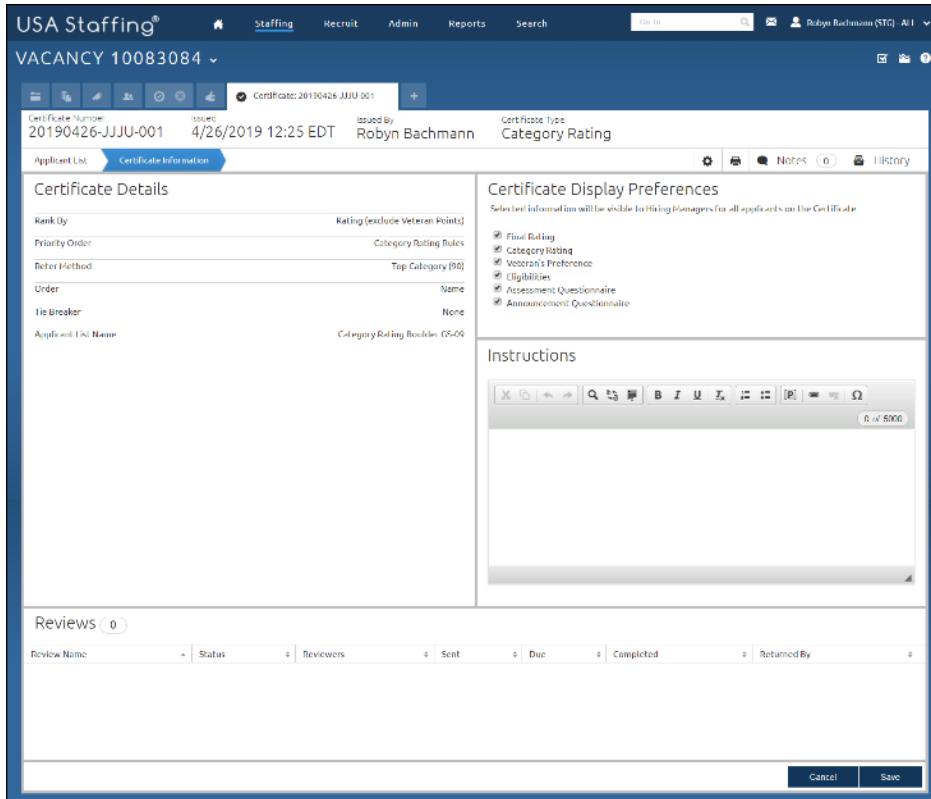 USA Staffing®
Staffing Recruit Admin Reports Search Go to Robyn Bachmann (STG) - ALL
VACANCY 10083084
Certificate: 20190426-JJJU-001 +
Certificate Number Issued Issued By Certificate Type
20190426-JJJU-001 4/26/2019 12:25 EDT Robyn Bachmann Category Rating
Applicant List Certificate Information Notes 0 History
Certificate Details
Rank By Rating (exclude Veteran Points)
Priority Order Category Rating Rules
Refer Method Top Category (90)
Order Name
Tie Breaker None
Applicant List Name Category Rating Boulder GS-09
Certificate Display Preferences
Selected information will be visible to Hiring Managers for all applicants on the Certificate
Final Rating
Category Rating
Veteran's Preference
Eligibilities
Assessment Questionnaire
Announcement Questionnaire
Instructions
B I U Ix [P] Ω
0 of 5000
Reviews 0
Review Name Status Reviewers Sent Due Completed Returned By
Cancel Save